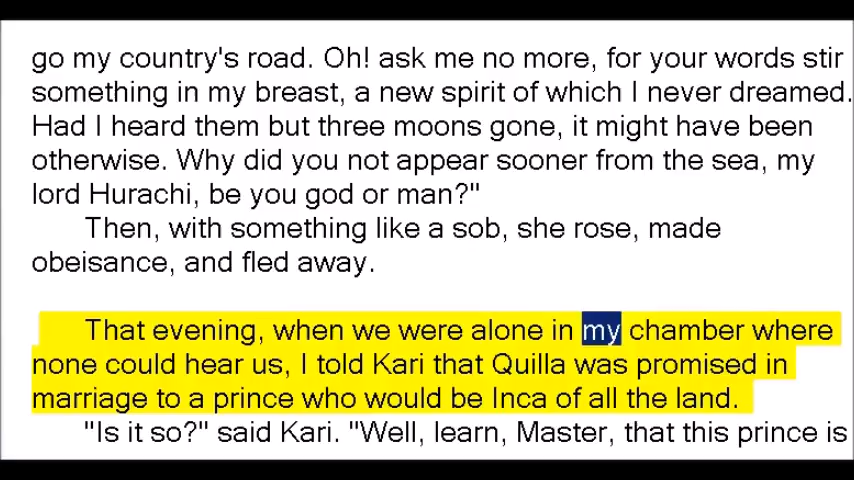 go my country's road. Oh! ask me no more, for your words stir
something in my breast, a new spirit of which I never dreamed.
Had I heard them but three moons gone, it might have been
otherwise. Why did you not appear sooner from the sea, my
lord Hurachi, be you god or man?"
Then, with something like a sob, she rose, made
obeisance, and fled away.
That evening, when we were alone in my chamber where
none could hear us, I told Kari that Quilla was promised in
marriage to a prince who would be Inca of all the land.
"Is it so?" said Kari. "Well, learn, Master, that this prince is